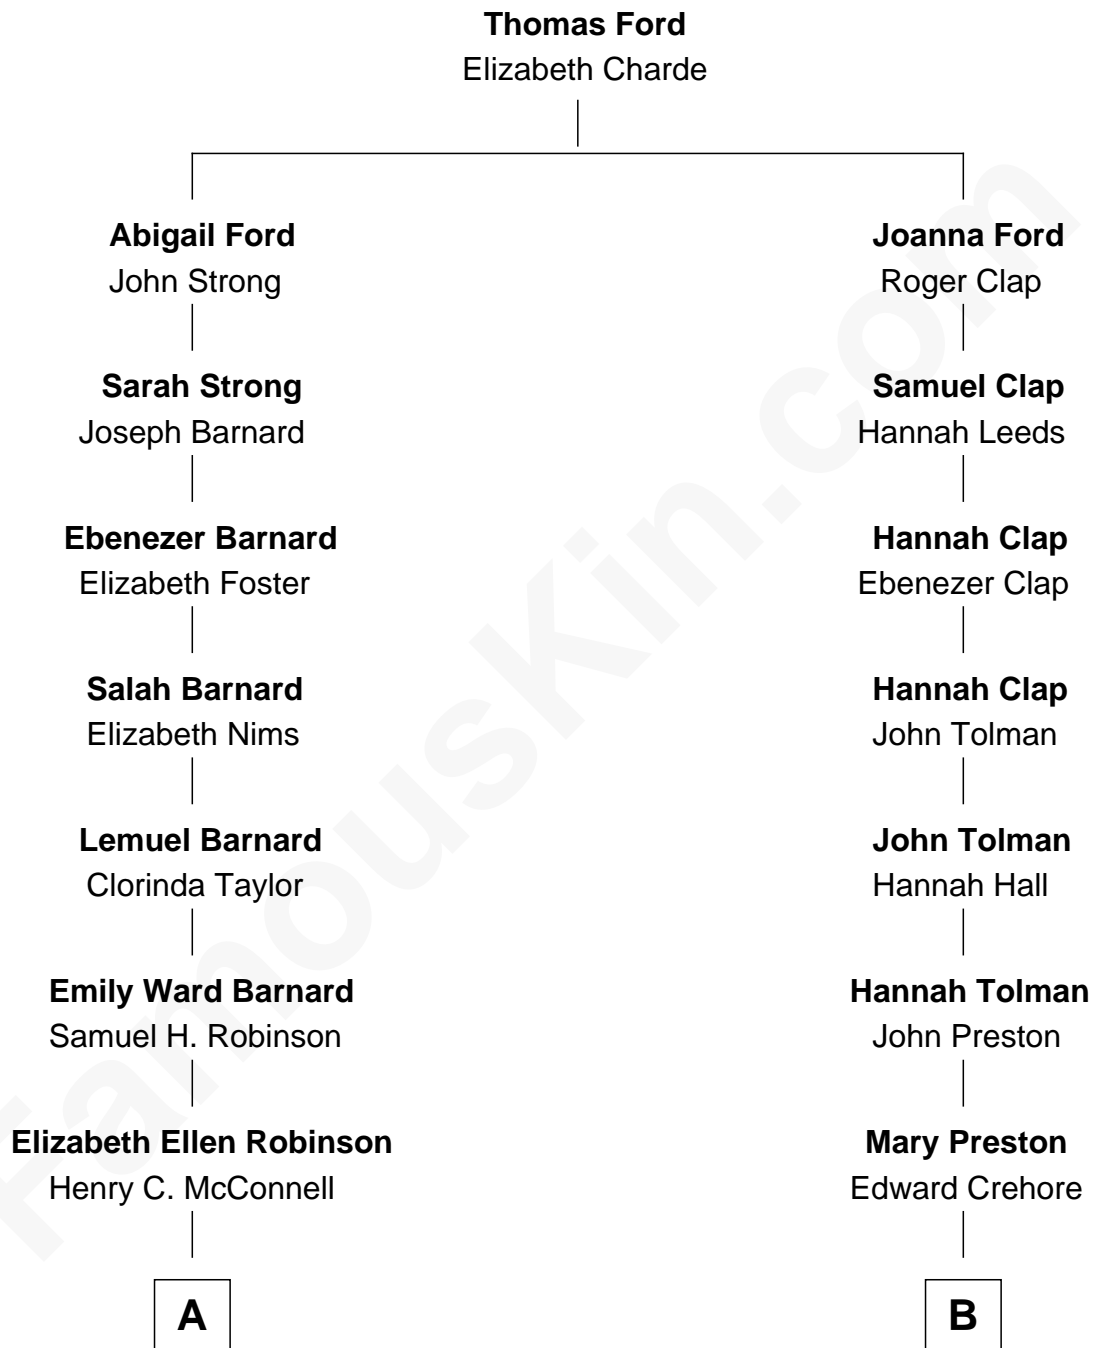 Thomas Ford
Elizabeth Charde
Abigail Ford
John Strong
Joanna Ford
Roger Clap
Sarah Strong
Joseph Barnard
Samuel Clap
Hannah Leeds
Ebenezer Barnard
Elizabeth Foster
Hannah Clap
Ebenezer Clap
Salah Barnard
Elizabeth Nims
Hannah Clap
John Tolman
Lemuel Barnard
Clorinda Taylor
John Tolman
Hannah Hall
Emily Ward Barnard
Samuel H. Robinson
Hannah Tolman
John Preston
Elizabeth Ellen Robinson
Henry C. McConnell
Mary Preston
Edward Crehore
A
B
FamousKin.com